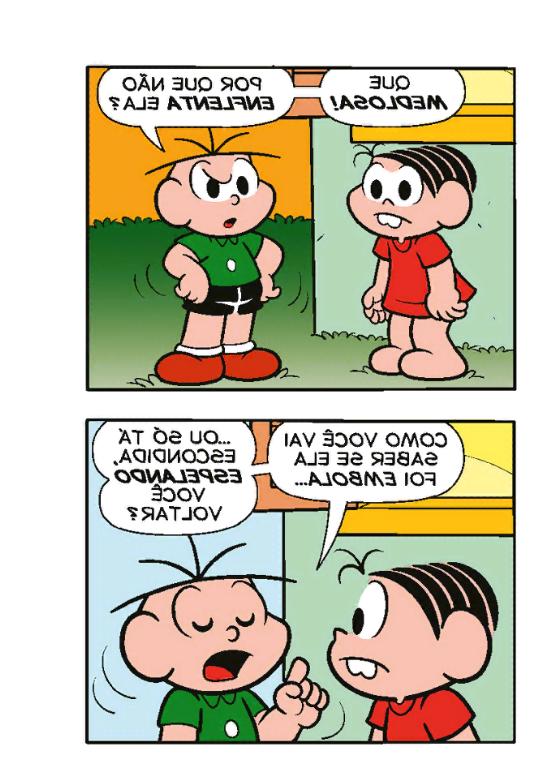 QUE
MEDLOSA!
POR QUE NÃO
ENFLENTA ELA?
COMO VOCÊ VAI
SABER SE ELA
FOI EMBOLA...
...OU SÓ TÁ
ESCONDIDA,
ESPELANDO
VOCÊ
VOLTAR?